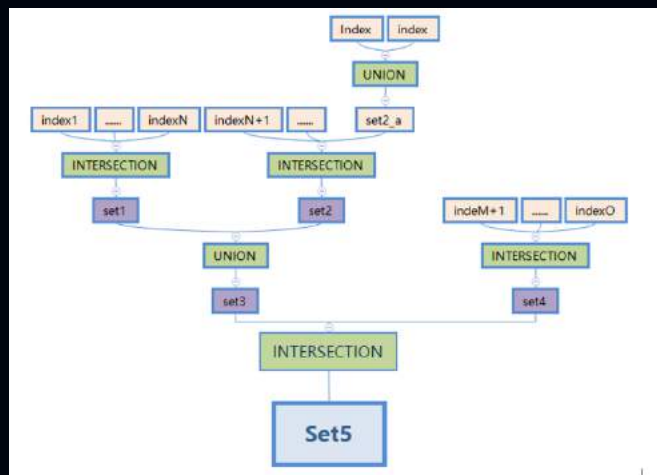 Index index
UNION
index1 ...... indexN indexN+1 ...... set2_a
INTERSECTION INTERSECTION
set1 set2
indeM+1 ...... indexO
UNION INTERSECTION
set3 set4
INTERSECTION
Set5